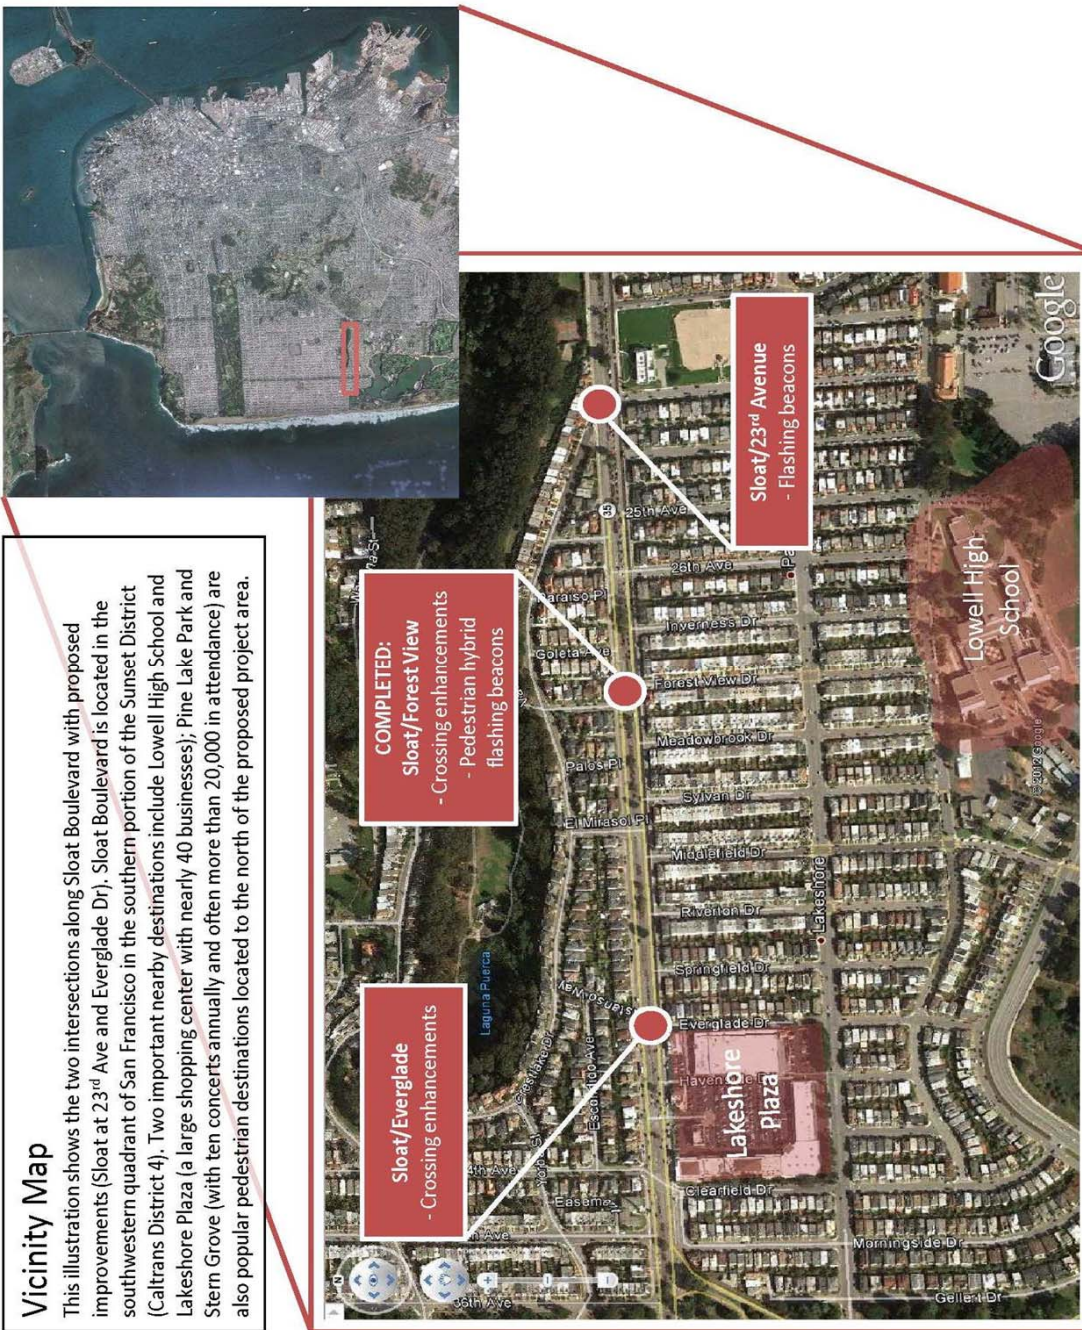 Vicinity Map
This illustration shows the two intersections along Sloat Boulevard with proposed
improvements (Sloat at 23rd Ave and Everglade Dr). Sloat Boulevard is located in the
southwestern quadrant of San Francisco in the southern portion of the Sunset District
(Caltrans District 4). Two important nearby destinations include Lowell High School and
Lakeshore Plaza (a large shopping center with nearly 40 businesses); Pine Lake Park and
Stern Grove (with ten concerts annually and often more than 20,000 in attendance) are
also popular pedestrian destinations located to the north of the proposed project area.
Sloat/Everglade
- Crossing enhancements
COMPLETED:
Sloat/Forest View
- Crossing enhancements
- Pedestrian hybrid
flashing beacons
Sloat/23rd Avenue
- Flashing beacons
N
Laguna Puerca
Crestlake Dr
Escondido Ave
Yorba St
Easeman
4th Ave
36th Ave
El Mirasol Pl
Palos Pl
Goleta Ave
Paraiso Pl
35
25th Ave
26th Ave
Inverness Dr
Forest View Dr
Meadowbrook Dr
Sylvan Dr
Middlefield Dr
Riverton Dr
Springfield Dr
Everglade Dr
Clearfield Dr
Morningside Dr
Gellert Dr
Lakeshore
Lakeshore
Plaza
Lowell High
School
© 2012 Google
Google